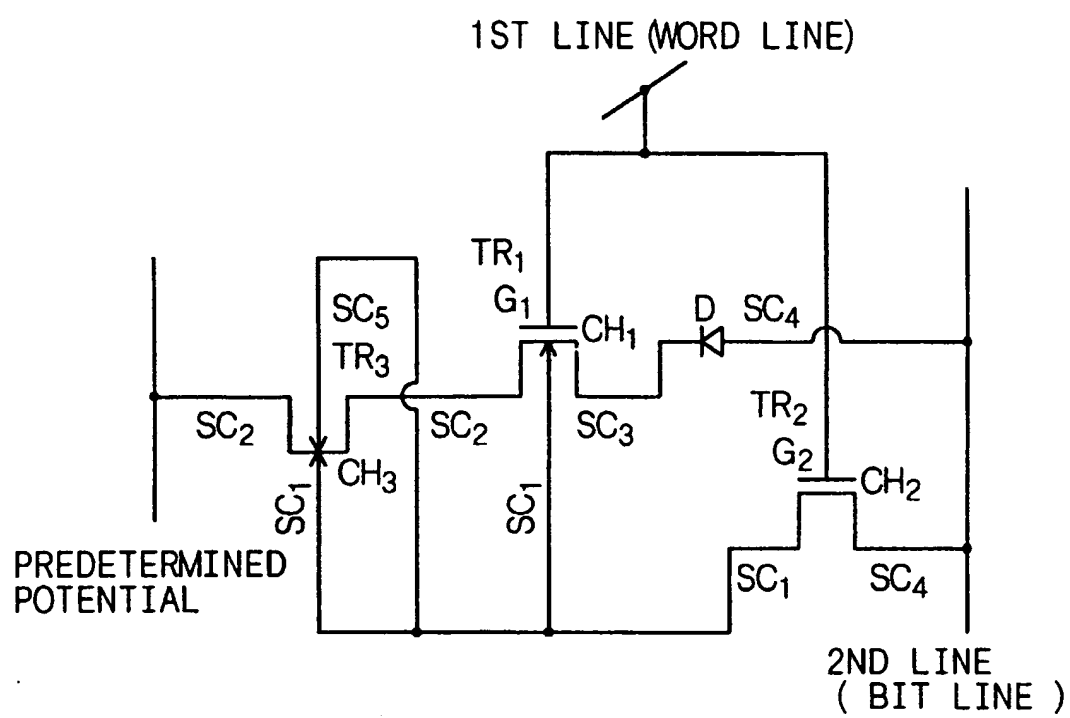 1ST LINE (WORD LINE)
TR1
G1
CH1
D
SC4
SC5
TR3
SC2
CH3
SC1
SC2
SC3
SC1
TR2
G2
CH2
SC1
SC4
PREDETERMINED
POTENTIAL
2ND LINE
( BIT LINE )